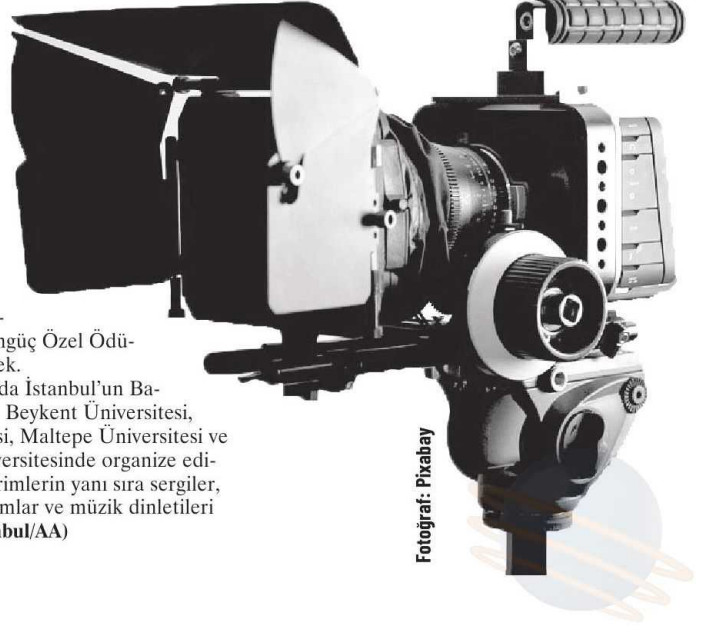 -
ngüç Özel Ödü-
ek.
da İstanbul'un Ba-
Beykent Üniversitesi,
si, Maltepe Üniversitesi ve
versitesinde organize edi-
rimlerin yanı sıra sergiler,
mlar ve müzik dinletileri
bul/AA)
Fotoğraf: Pixabay